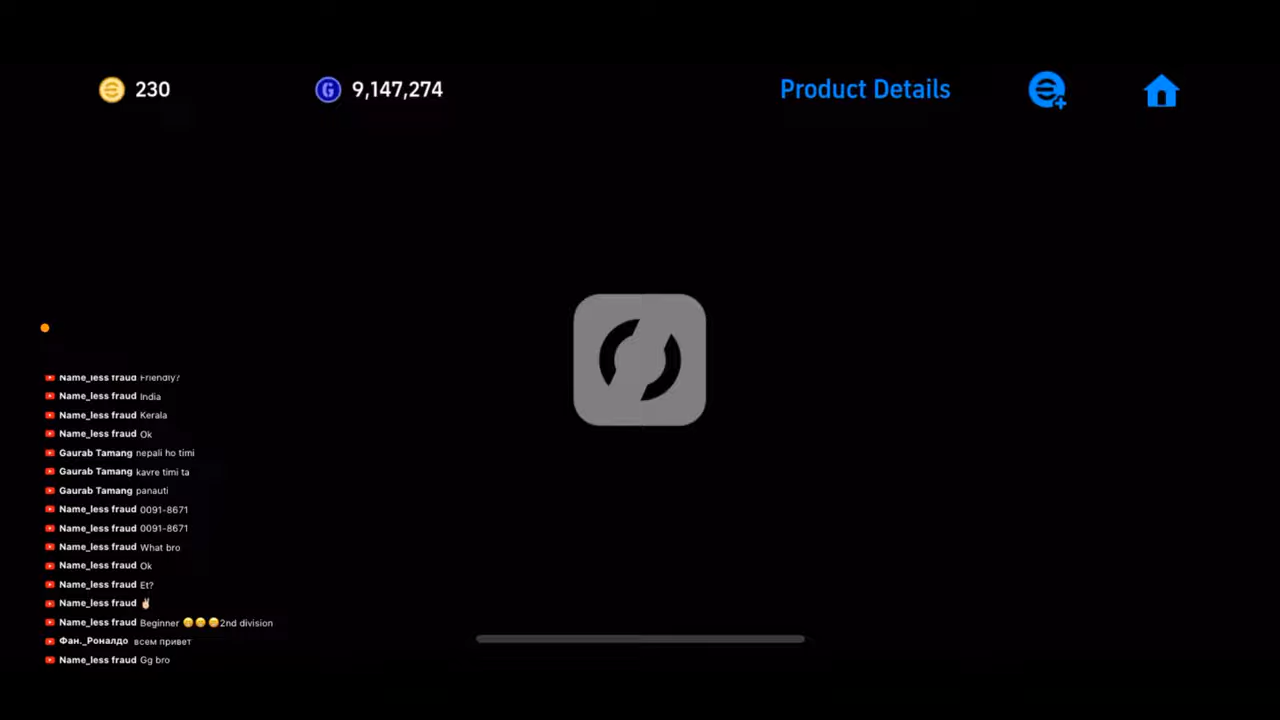 230
9,147,274
Product Details
Name_less fraud Friendly?
Name_less fraud India
Name_less fraud Kerala
Name_less fraud Ok
Gaurab Tamang nepali ho timi
Gaurab Tamang kavre timi ta
Gaurab Tamang panauti
Name_less fraud 0091-8671
Name_less fraud 0091-8671
Name_less fraud What bro
Name_less fraud Ok
Name_less fraud Et?
Name_less fraud ✌🏻
Name_less fraud Beginner 🤭🤭🤭2nd division
Фан._Роналдо всем привет
Name_less fraud Gg bro